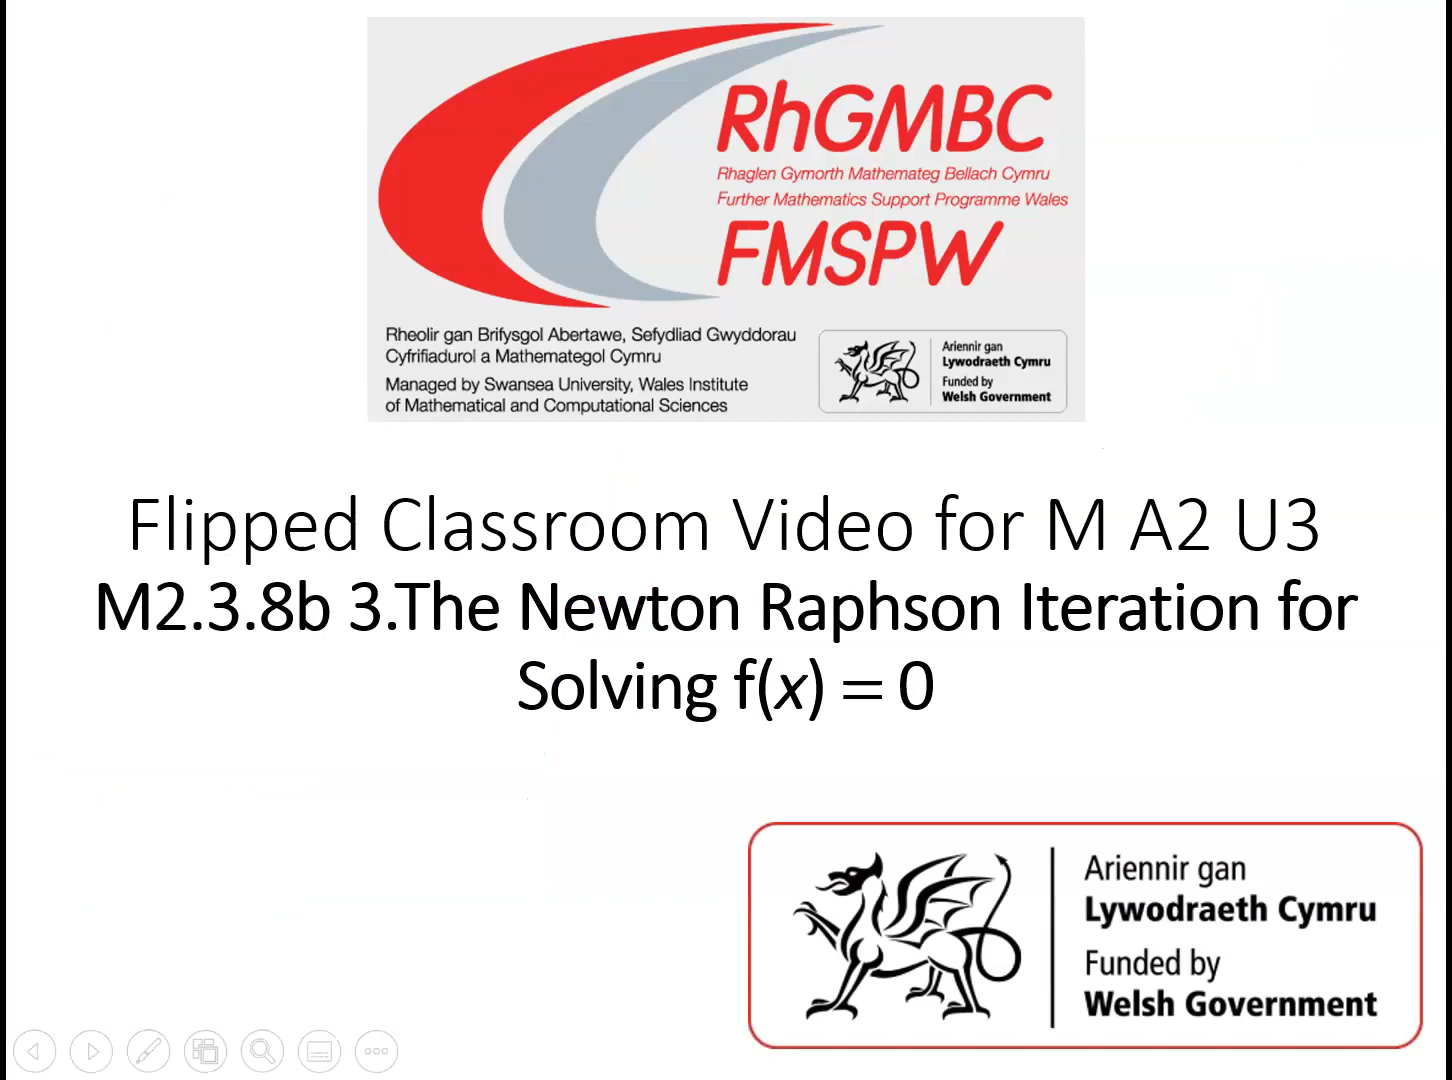 RhGMBC
Rhaglen Gymorth Mathemateg Bellach Cymru
Further Mathematics Support Programme Wales
FMSPW
Rheolir gan Brifysgol Abertawe, Sefydliad Gwyddorau
Cyfrifiadurol a Mathemategol Cymru
Managed by Swansea University, Wales Institute
of Mathematical and Computational Sciences
Ariennir gan
Lywodraeth Cymru
Funded by
Welsh Government
Flipped Classroom Video for M A2 U3
M2.3.8b 3.The Newton Raphson Iteration for
Solving f(x) = 0
Ariennir gan
Lywodraeth Cymru
Funded by
Welsh Government